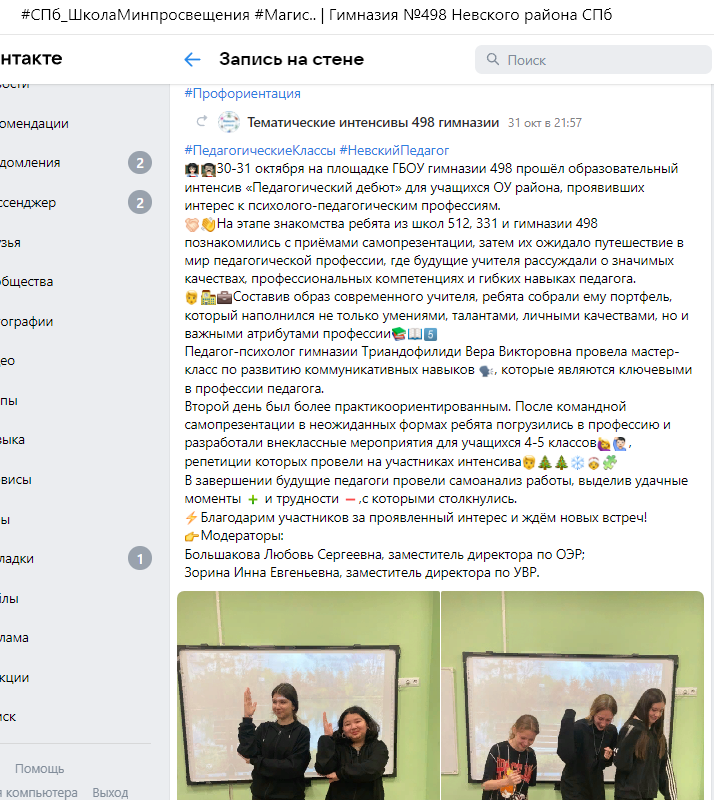 #СПб_ШколаМинпросвещения #Магис.. | Гимназия №498 Невского района СПб
нтакте
Запись на стене
Поиск
#Профориентация
омендации
Тематические интенсивы 498 гимназии 31 окт в 21:57
домления 2
ссенджер 2
зья
общества
ографии
део
пы
зыка
рвисы
ры
ладки 1
йлы
лама
кции
иск
Помощь
я компьютера Выход
#ПедагогическиеКлассы #НевскийПедагог
30-31 октября на площадке ГБОУ гимназии 498 прошёл образовательный
интенсив «Педагогический дебют» для учащихся ОУ района, проявивших
интерес к психолого-педагогическим профессиям.
На этапе знакомства ребята из школ 512, 331 и гимназии 498
познакомились с приёмами самопрезентации, затем их ожидало путешествие в
мир педагогической профессии, где будущие учителя рассуждали о значимых
качествах, профессиональных компетенциях и гибких навыках педагога.
Составив образ современного учителя, ребята собрали ему портфель,
который наполнился не только умениями, талантами, личными качествами, но и
важными атрибутами профессии📚📖5️⃣
Педагог-психолог гимназии Триандофилиди Вера Викторовна провела мастер-
класс по развитию коммуникативных навыков 🗣, которые являются ключевыми
в профессии педагога.
Второй день был более практикоориентированным. После командной
самопрезентации в неожиданных формах ребята погрузились в профессию и
разработали внеклассные мероприятия для учащихся 4-5 классов,
репетиции которых провели на участниках интенсива
В завершении будущие педагоги провели самоанализ работы, выделив удачные
моменты ➕ и трудности ➖,с которыми столкнулись.
⚡Благодарим участников за проявленный интерес и ждём новых встреч!
👉Модераторы:
Большакова Любовь Сергеевна, заместитель директора по ОЭР;
Зорина Инна Евгеньевна, заместитель директора по УВР.